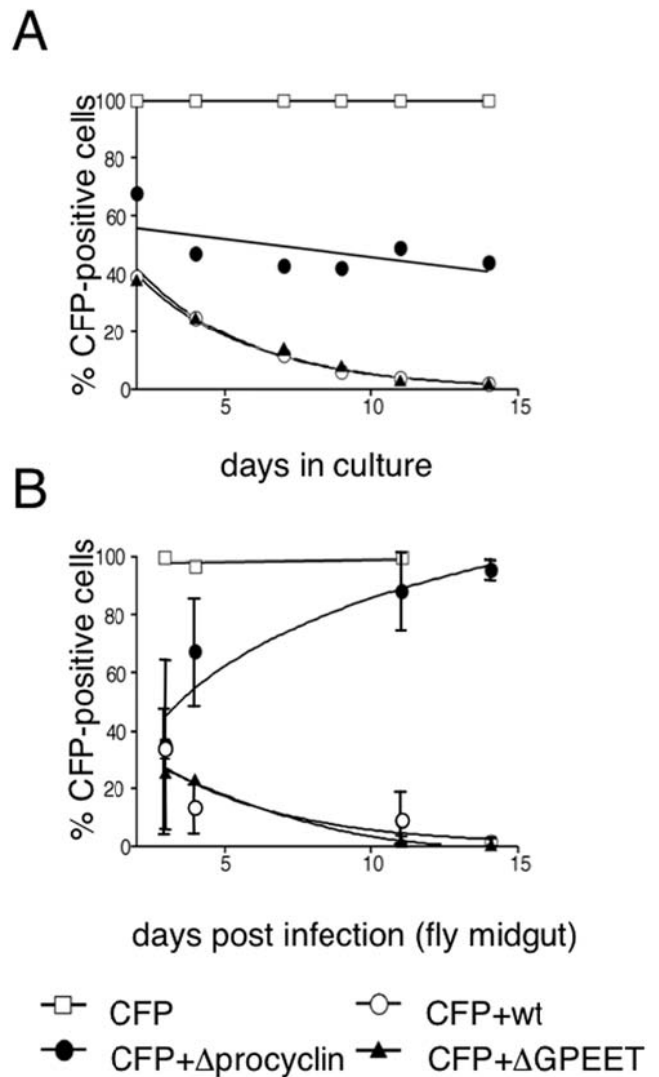 A
100
80
60
40
20
0
% CFP-positive cells
5 10 15
days in culture
B
100
80
60
40
20
0
% CFP-positive cells
5 10 15
days post infection (fly midgut)
CFP CFP+wt
CFP+Δprocyclin CFP+ΔGPEET